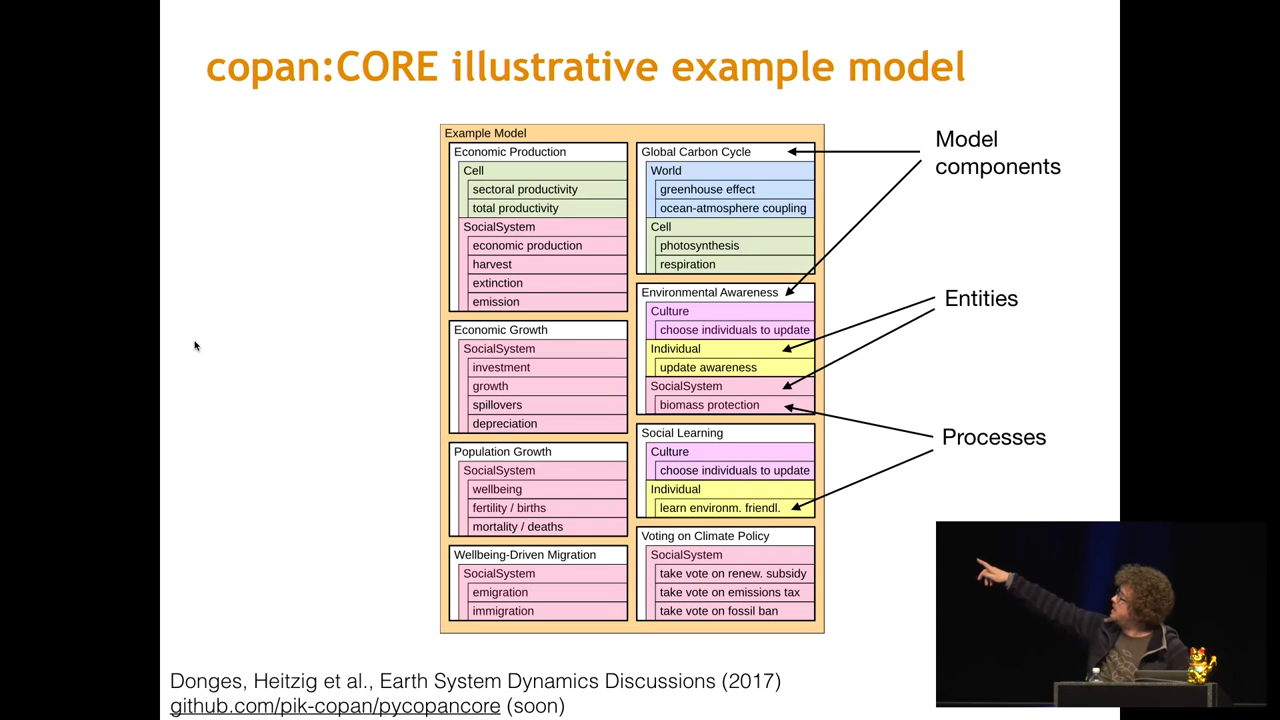 copan:CORE illustrative example model
Example Model
Economic Production
Cell
sectoral productivity
total productivity
SocialSystem
economic production
harvest
extinction
emission
Economic Growth
SocialSystem
investment
growth
spillovers
depreciation
Population Growth
SocialSystem
wellbeing
fertility / births
mortality / deaths
Wellbeing-Driven Migration
SocialSystem
emigration
immigration
Global Carbon Cycle
World
greenhouse effect
ocean-atmosphere coupling
Cell
photosynthesis
respiration
Environmental Awareness
Culture
choose individuals to update
Individual
update awareness
SocialSystem
biomass protection
Social Learning
Culture
choose individuals to update
Individual
learn environm. friendl.
Voting on Climate Policy
SocialSystem
take vote on renew. subsidy
take vote on emissions tax
take vote on fossil ban
Model
components
Entities
Processes
Donges, Heitzig et al., Earth System Dynamics Discussions (2017)
github.com/pik-copan/pycopancore (soon)